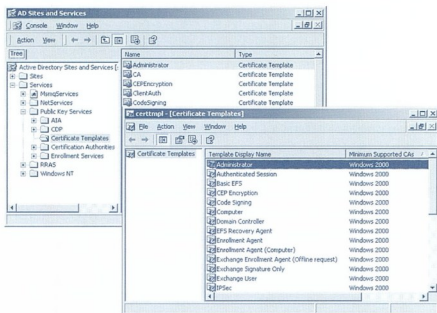 AD Sites and Services
Console Window Help
Action View
Tree
Active Directory Sites and Services [
Sites
Services
MsmqServices
NetServices
Public Key Services
AIA
CDP
Certificate Templates
Certification Authorities
Enrollment Services
RRAS
Windows NT
Name Type
Administrator Certificate Template
CA Certificate Template
CEPEncryption Certificate Template
ClientAuth Certificate Template
CodeSigning Certificate Template
certtmpl - [Certificate Templates]
File Action View Window Help
Certificate Templates
Template Display Name Minimum Supported CAs
Administrator Windows 2000
Authenticated Session Windows 2000
Basic EFS Windows 2000
CEP Encryption Windows 2000
Code Signing Windows 2000
Computer Windows 2000
Domain Controller Windows 2000
EFS Recovery Agent Windows 2000
Enrollment Agent Windows 2000
Enrollment Agent (Computer) Windows 2000
Exchange Enrollment Agent (Offline request) Windows 2000
Exchange Signature Only Windows 2000
Exchange User Windows 2000
IPSec Windows 2000